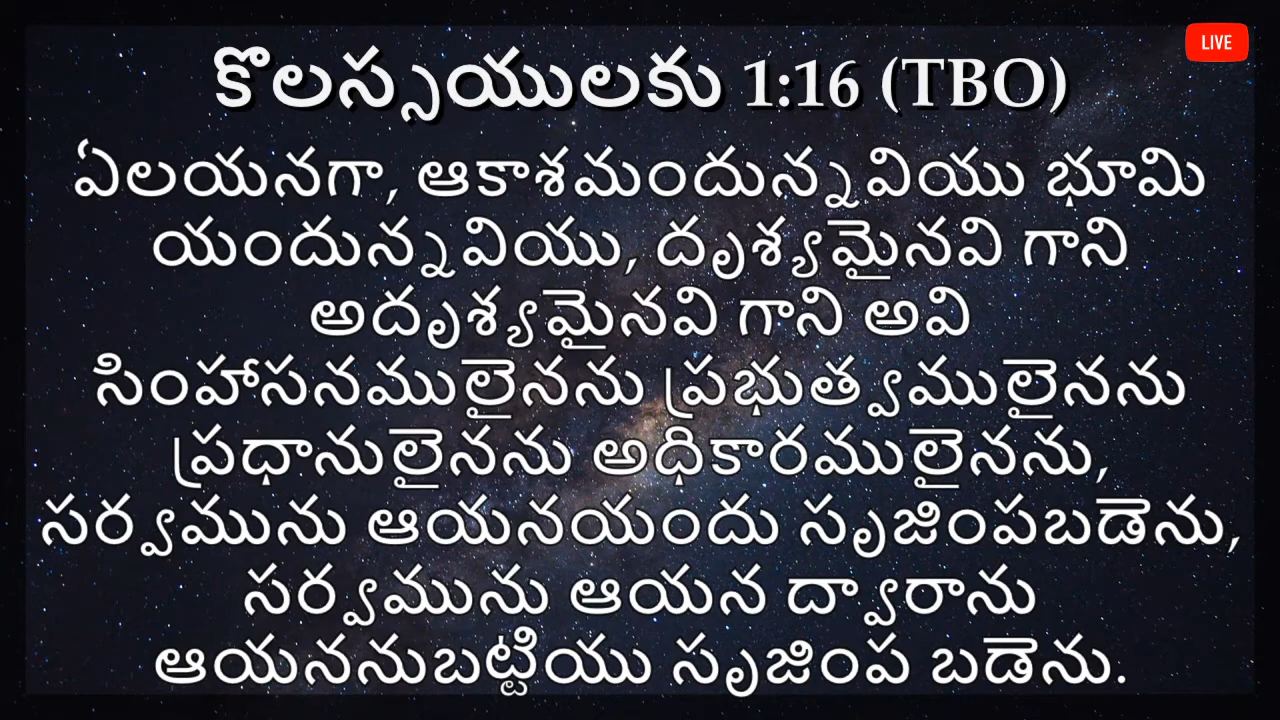 LIVE
కొలస్సయులకు 1:16 (TBO)
ఏలయనగా, ఆకాశమందున్నవియు భూమి
యందున్నవియు, దృశ్యమైనవి గాని
అదృశ్యమైనవి గాని అవి
సింహాసనములైనను ప్రభుత్వములైనను
ప్రధానులైనను అధికారములైనను,
సర్వమును ఆయనయందు సృజింపబడెను,
సర్వమును ఆయన ద్వారాను
ఆయననుబట్టియు సృజింప బడెను.